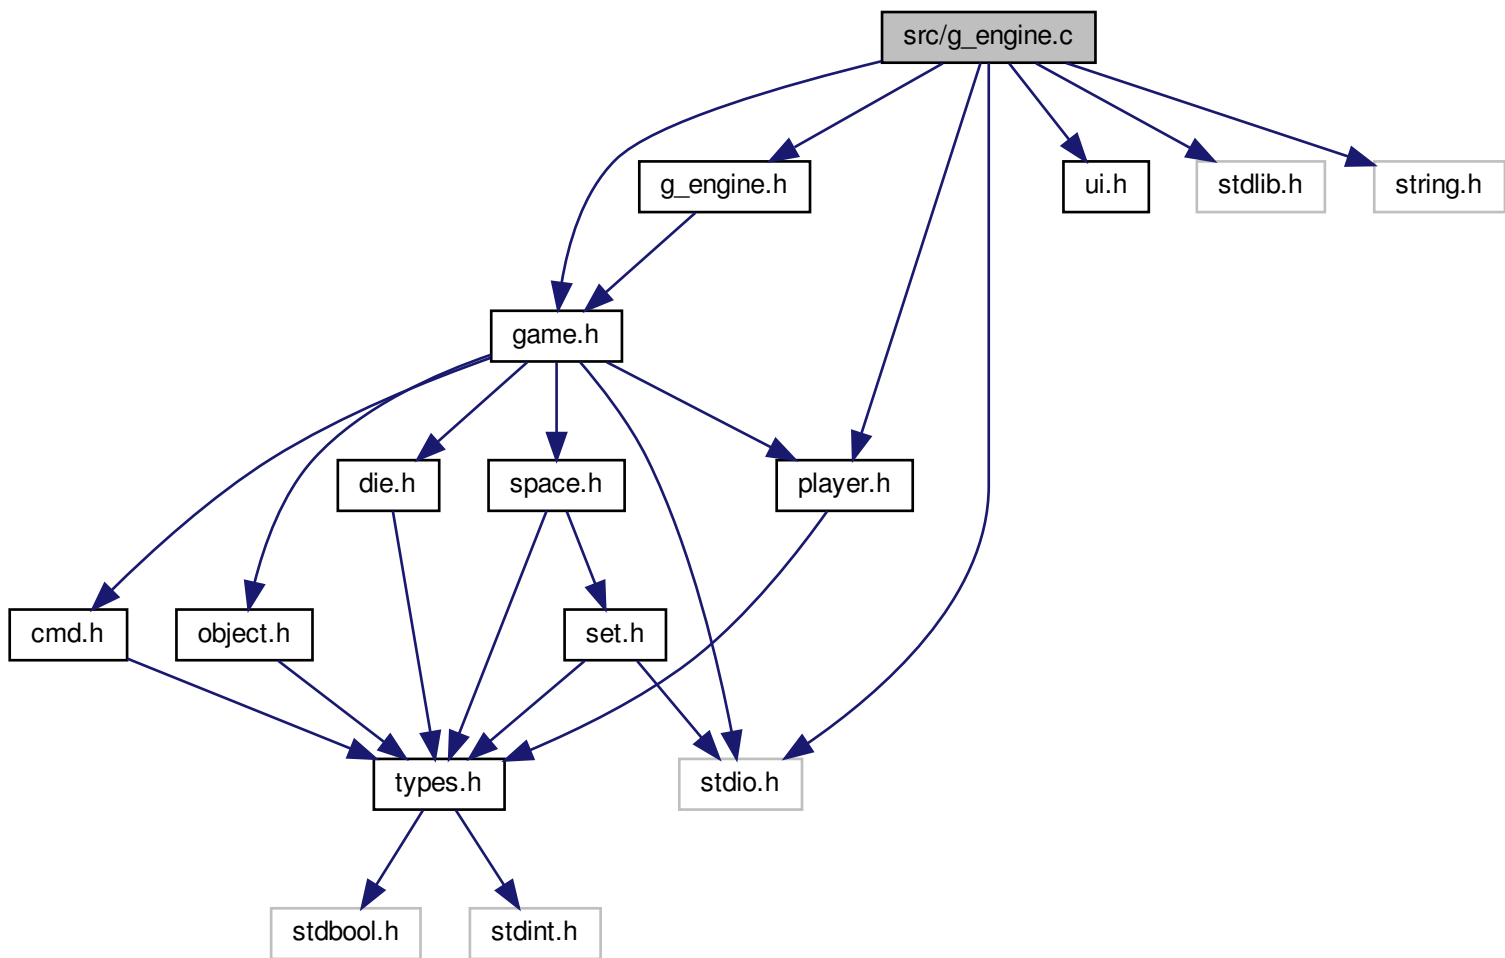 src/g_engine.c
g_engine.h
ui.h
stdlib.h
string.h
game.h
die.h
space.h
player.h
cmd.h
object.h
set.h
types.h
stdio.h
stdbool.h
stdint.h